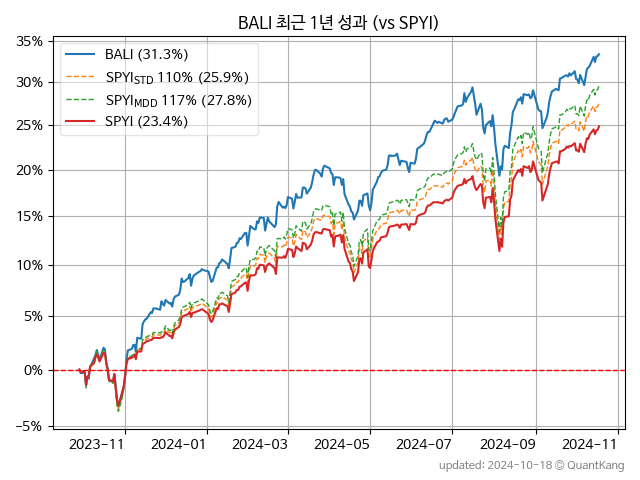 BALI 최근 1년 성과 (vs SPYI)
BALI (31.3%)
SPYI_STD 110% (25.9%)
SPYI_MDD 117% (27.8%)
SPYI (23.4%)
35%
30%
25%
20%
15%
10%
5%
0%
−5%
2023-11 2024-01 2024-03 2024-05 2024-07 2024-09 2024-11
updated: 2024-10-18 © QuantKang